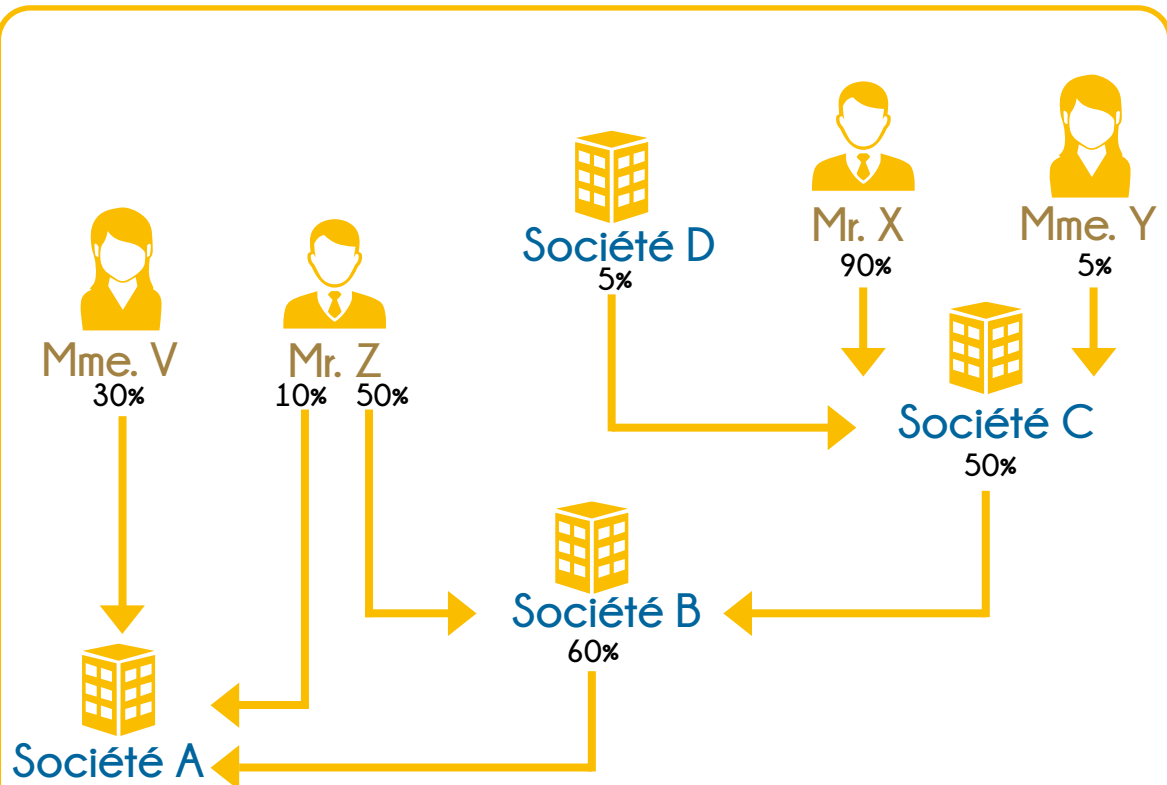 Société D
5%
Mr. X
90%
Mme. Y
5%
Mme. V
30%
Mr. Z
10% 50%
Société C
50%
Société B
60%
Société A